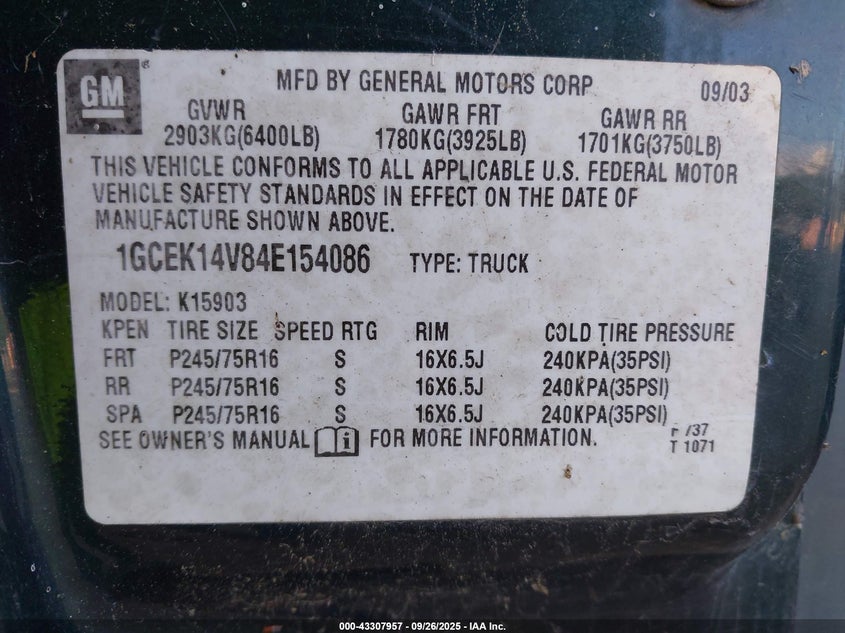 GM ®
MFD BY GENERAL MOTORS CORP 09/03
GVWR GAWR FRT GAWR RR
2903KG(6400LB) 1780KG(3925LB) 1701KG(3750LB)
THIS VEHICLE CONFORMS TO ALL APPLICABLE U.S. FEDERAL MOTOR
VEHICLE SAFETY STANDARDS IN EFFECT ON THE DATE OF
MANUFACTURE SHOWN ABOVE.
1GCEK14V84E154086 TYPE: TRUCK
MODEL: K15903
KPEN TIRE SIZE SPEED RTG RIM COLD TIRE PRESSURE
FRT P245/75R16 S 16X6.5J 240KPA(35PSI)
RR P245/75R16 S 16X6.5J 240KPA(35PSI)
SPA P245/75R16 S 16X6.5J 240KPA(35PSI)
SEE OWNER'S MANUAL i FOR MORE INFORMATION.
/37
T 1071
000-43307957 - 09/26/2025 - IAA Inc.